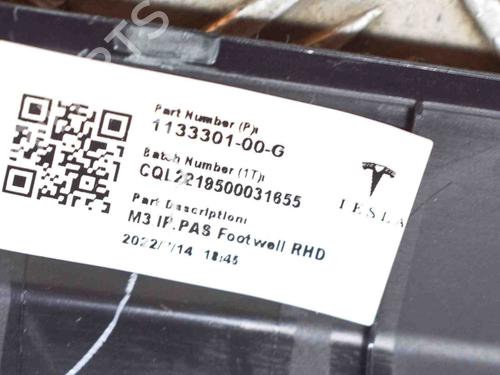 Part Number (P):
1133301-00-G
Batch Number (1T):
CQL2219500031655
Part Description:
M3 IP.PAS Footwell RHD
2022/7/14 18:45
TESLA